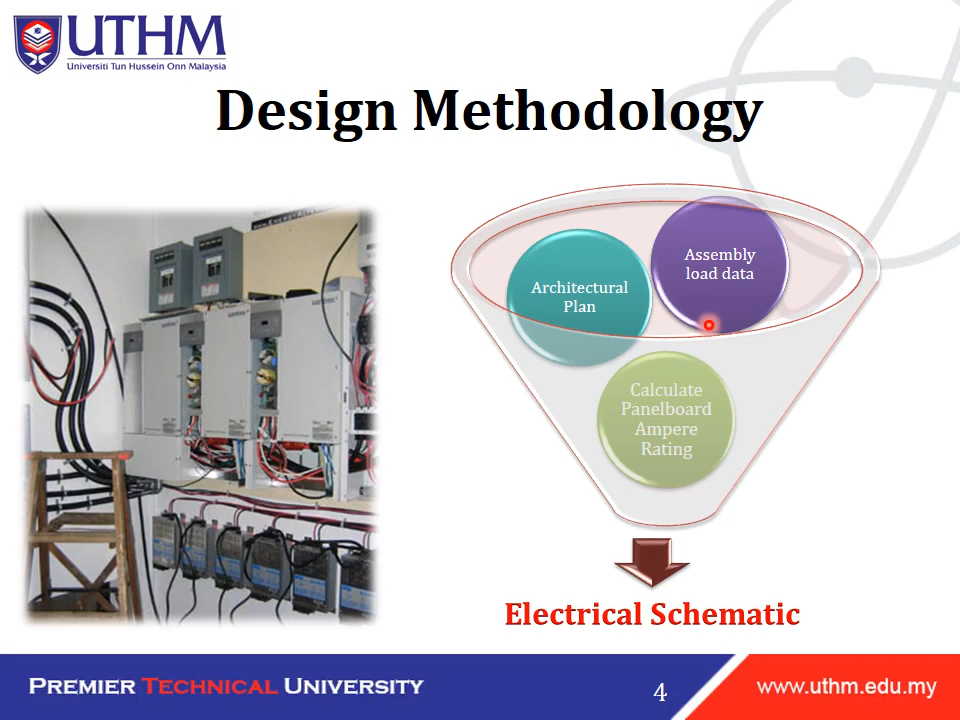 UTHM
Universiti Tun Hussein Onn Malaysia
Design Methodology
Assembly
load data
Architectural
Plan
Calculate
Panelboard
Ampere
Rating
Electrical Schematic
PREMIER TECHNICAL UNIVERSITY
4
www.uthm.edu.my